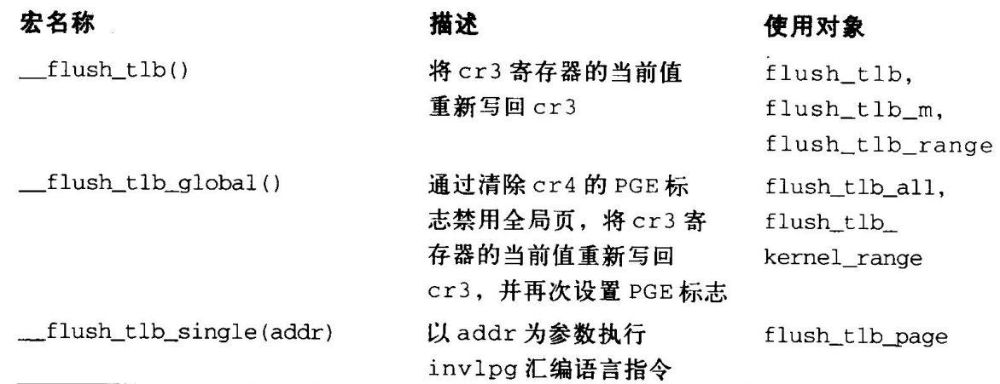 宏名称 描述 使用对象
__flush_tlb() 将cr3寄存器的当前值 flush_tlb,
重新写回cr3 flush_tlb_m,
flush_tlb_range
__flush_tlb_global() 通过清除cr4的PGE标 flush_tlb_all,
志禁用全局页，将cr3寄 flush_tlb_
存器的当前值重新写回 kernel_range
cr3，并再次设置PGE标志
__flush_tlb_single(addr) 以addr为参数执行 flush_tlb_page
invlpg汇编语言指令